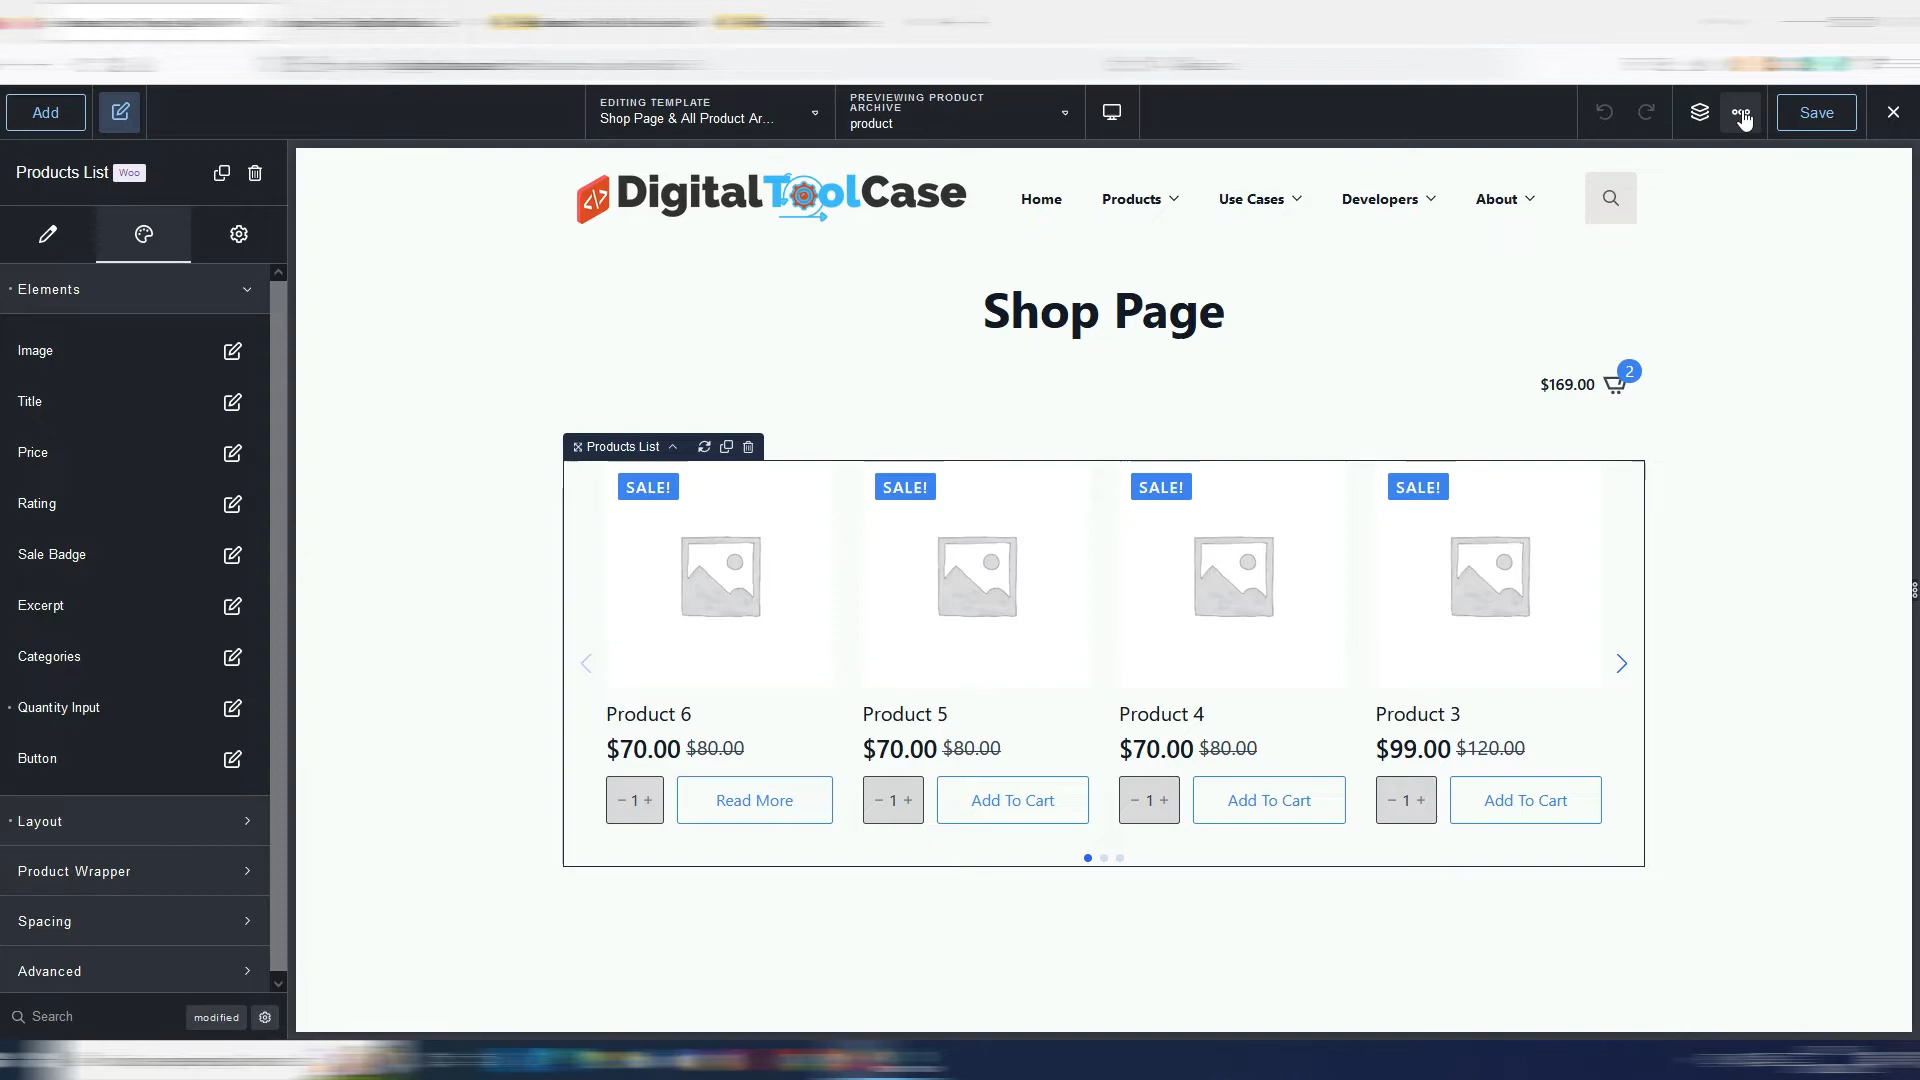 Add
EDITING TEMPLATE
Shop Page & All Product Ar...
PREVIEWING PRODUCT
ARCHIVE
product
Save
Products List Woo
Elements
Image
Title
Price
Rating
Sale Badge
Excerpt
Categories
Quantity Input
Button
Layout
Product Wrapper
Spacing
Advanced
Search
modified
DigitalToolCase
Home
Products
Use Cases
Developers
About
Shop Page
$169.00
2
Products List
SALE! SALE! SALE! SALE!
Product 6 Product 5 Product 4 Product 3
$70.00 $80.00 $70.00 $80.00 $70.00 $80.00 $99.00 $120.00
− 1 + Read More − 1 + Add To Cart − 1 + Add To Cart − 1 + Add To Cart